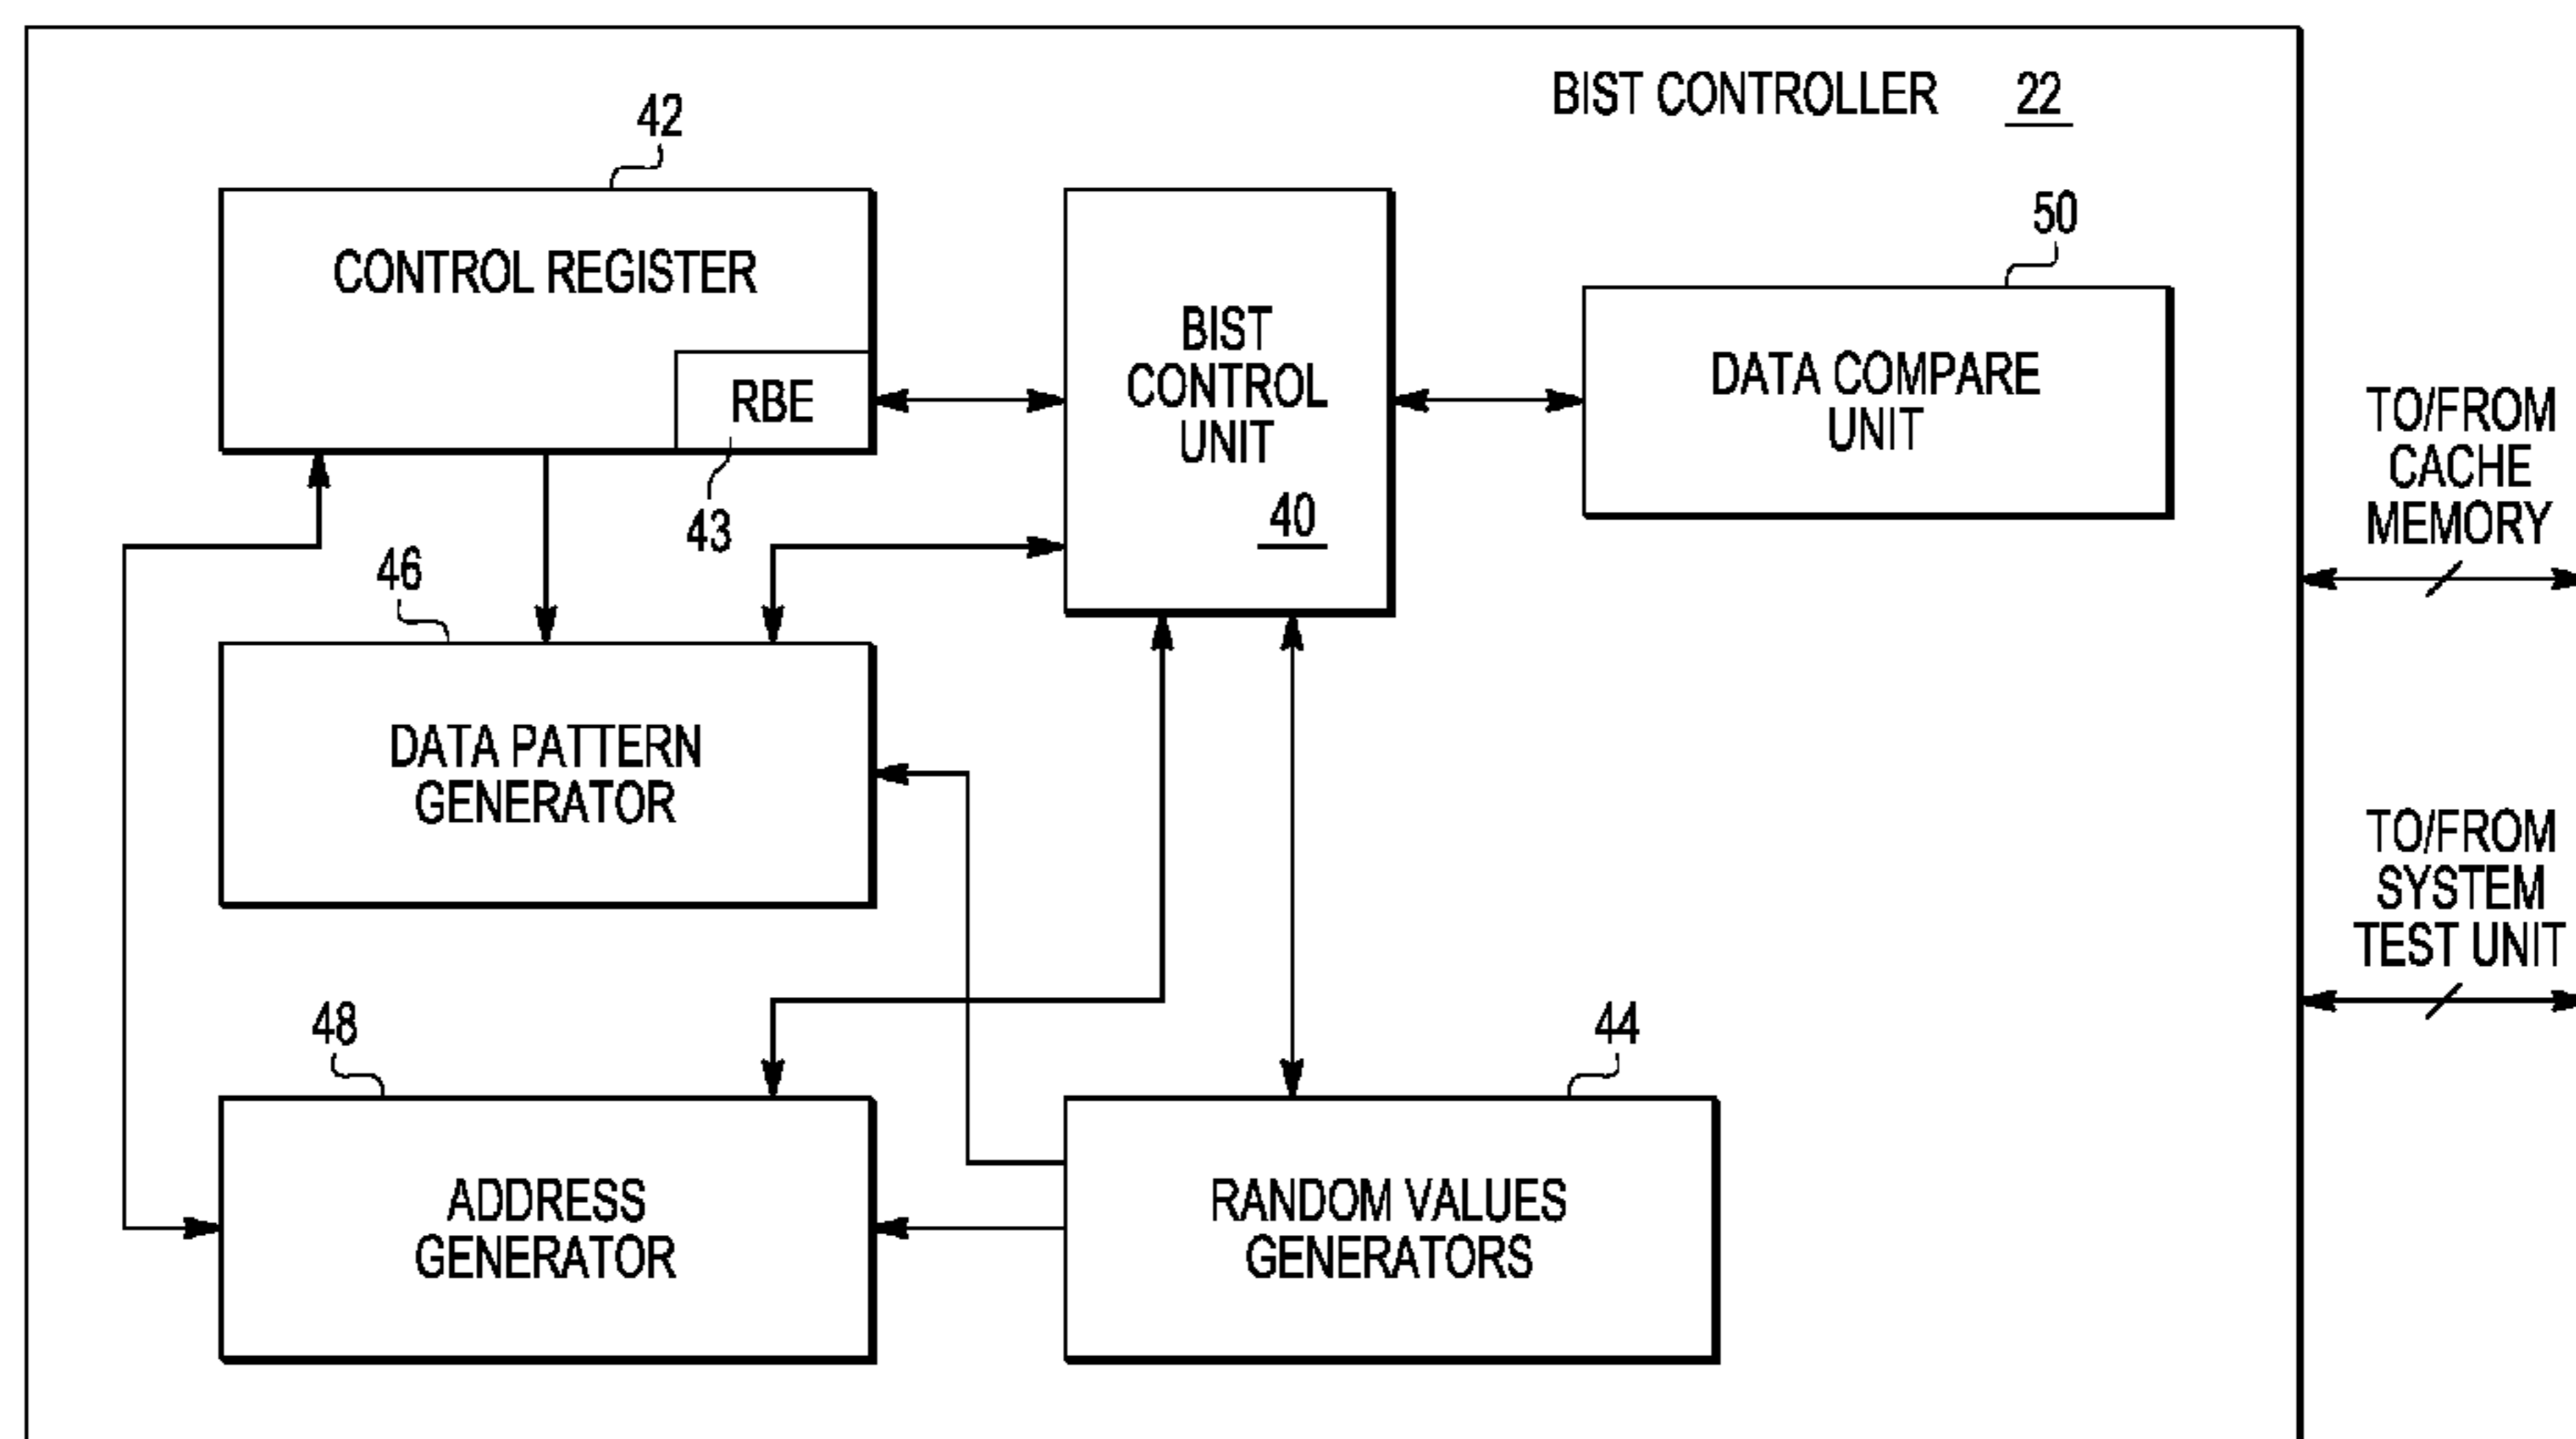 BIST CONTROLLER 22
42
CONTROL REGISTER
RBE
43
BIST
CONTROL
UNIT
40
50
DATA COMPARE
UNIT
TO/FROM
CACHE
MEMORY
46
DATA PATTERN
GENERATOR
TO/FROM
SYSTEM
TEST UNIT
48
ADDRESS
GENERATOR
44
RANDOM VALUES
GENERATORS